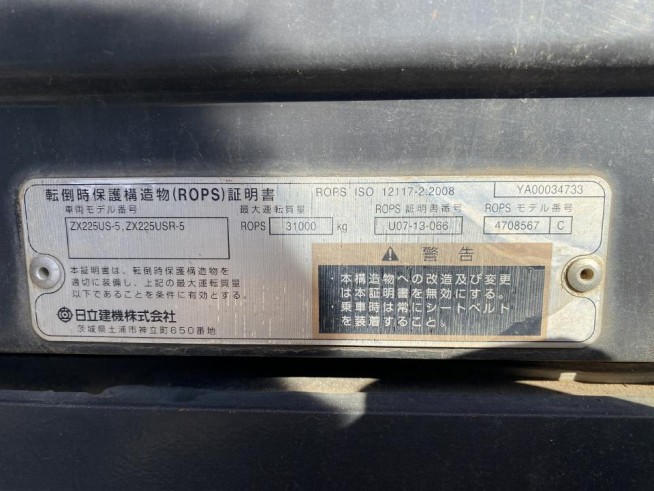 転倒時保護構造物(ROPS)証明書 ROPS ISO 12117-2:2008 YA00034733
車両モデル番号 最大運転質量 ROPS 証明書番号 ROPS モデル番号
ZX225US-5,ZX225USR-5 ROPS 31000 kg U07-13-066 4708567 C
本証明書は、転倒時保護構造物を
適切に装備し、上記の最大運転質量
以下であることを条件に有効とする。
日立建機株式会社
茨城県土浦市神立町650番地
警告
・本構造物への改造及び変更
は本証明書を無効にする。
・乗車時は常にシートベルト
を装着すること。